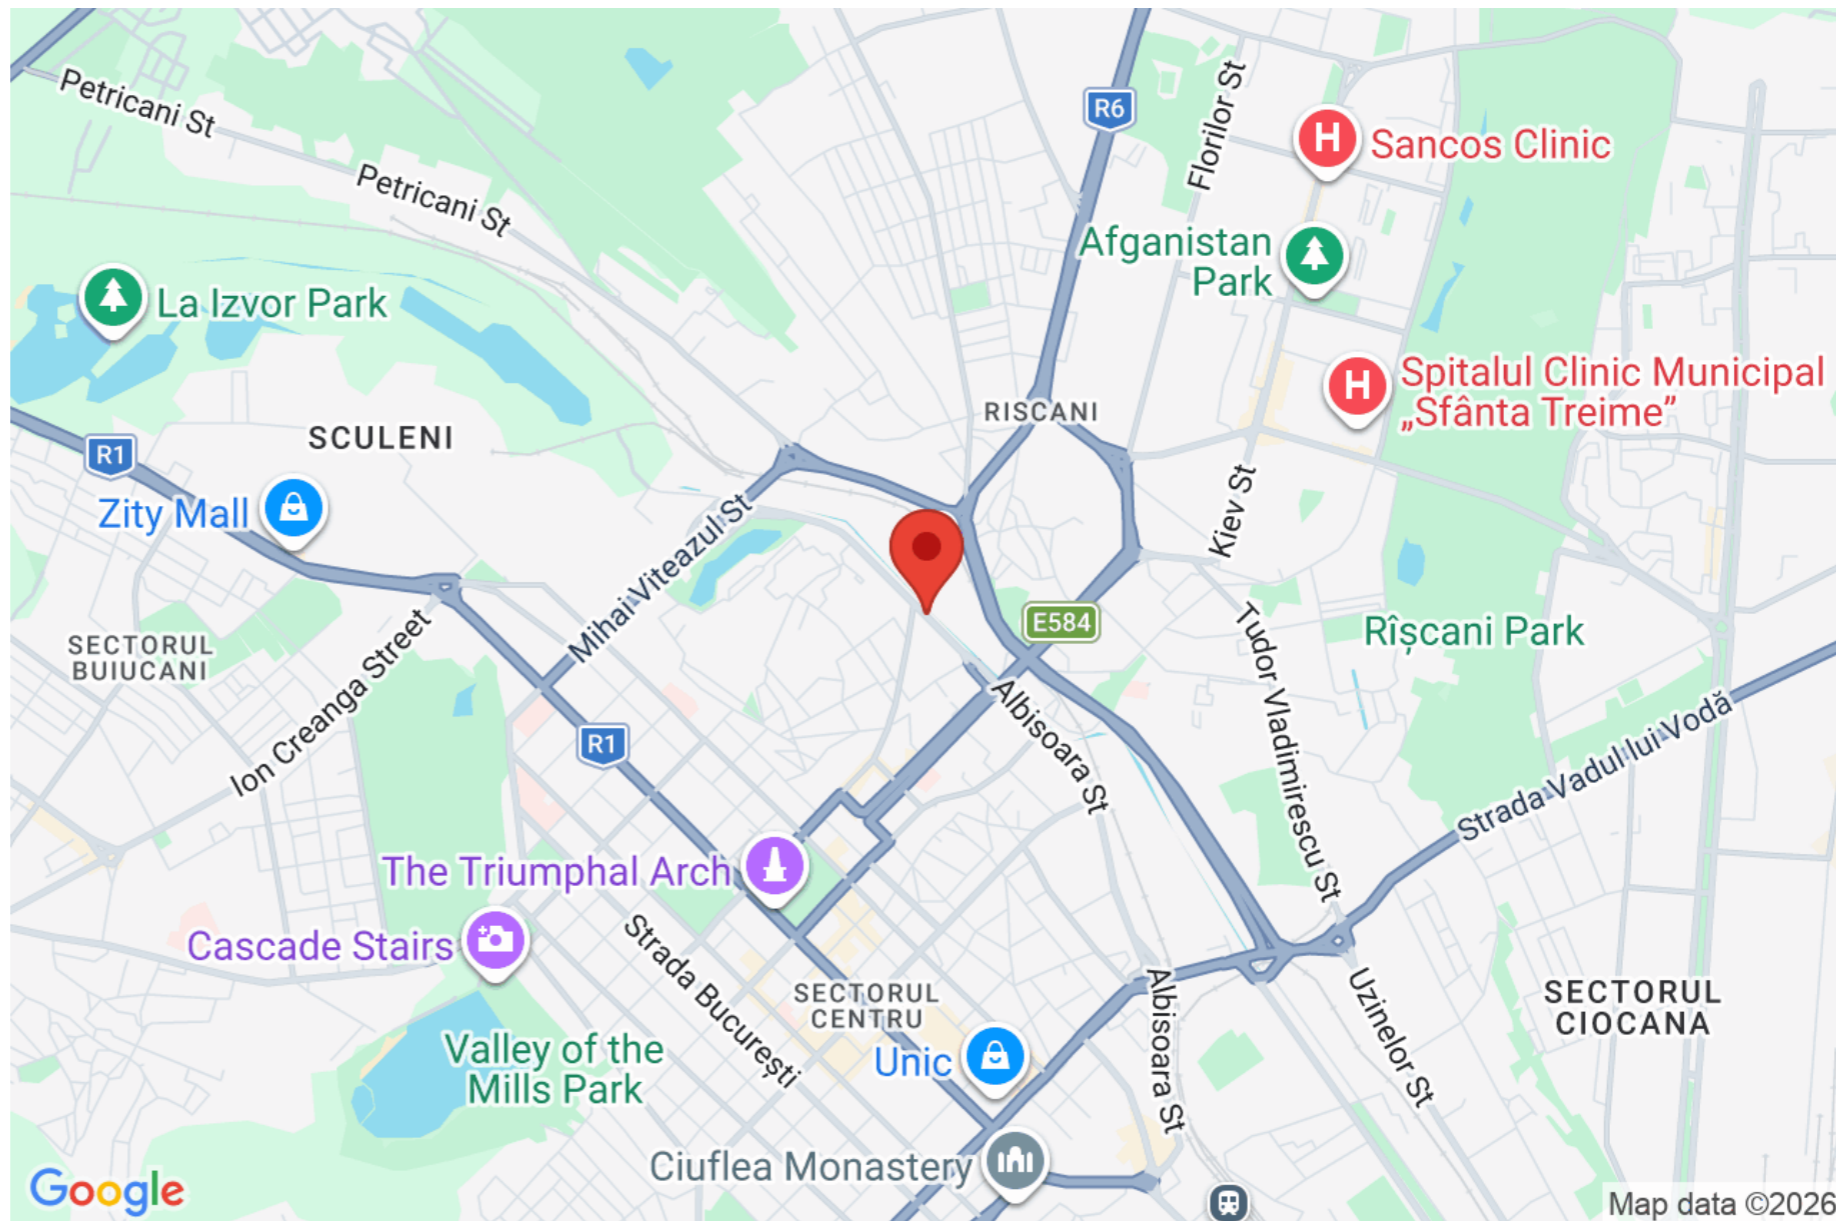 Petricani St
R6
Florilor St
Sancos Clinic
Petricani St
Afganistan
Park
La Izvor Park
Spitalul Clinic Municipal
„Sfânta Treime”
RISCANI
SCULENI
R1
Zity Mall
Kiev St
Mihai Viteazul St
E584
Rîșcani Park
SECTORUL
BUIUCANI
Ion Creanga Street
Tudor Vladimirescu St
Albisoara St
R1
Strada Vadul lui Vodă
The Triumphal Arch
Cascade Stairs
Strada București
SECTORUL
CENTRU
Albisoara St
Uzinelor St
SECTORUL
CIOCANA
Valley of the
Mills Park
Unic
Ciuflea Monastery
Google
Map data ©2026